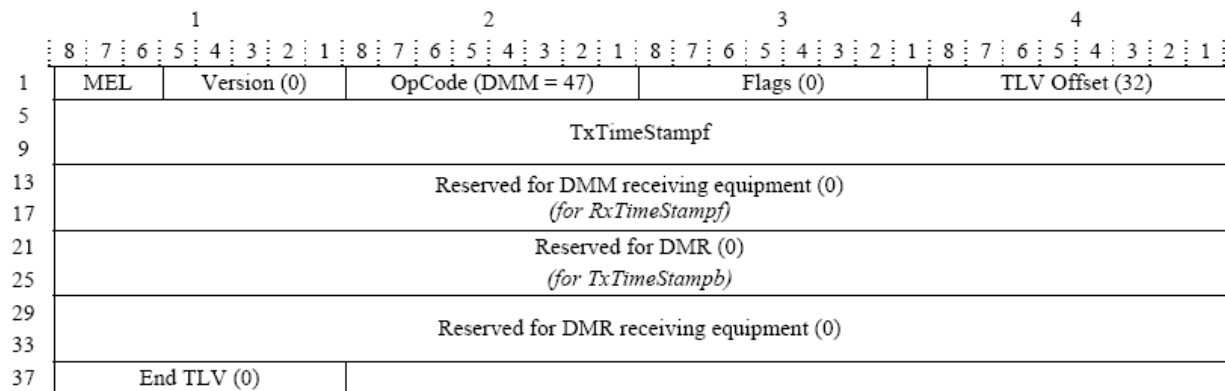 1 2 3 4
8 7 6 5 4 3 2 1 8 7 6 5 4 3 2 1 8 7 6 5 4 3 2 1 8 7 6 5 4 3 2 1
1 MEL Version (0) OpCode (DMM = 47) Flags (0) TLV Offset (32)
5
TxTimeStampf
9
13 Reserved for DMM receiving equipment (0)
17 (for RxTimeStampf)
21 Reserved for DMR (0)
25 (for TxTimeStampb)
29
Reserved for DMR receiving equipment (0)
33
37 End TLV (0)